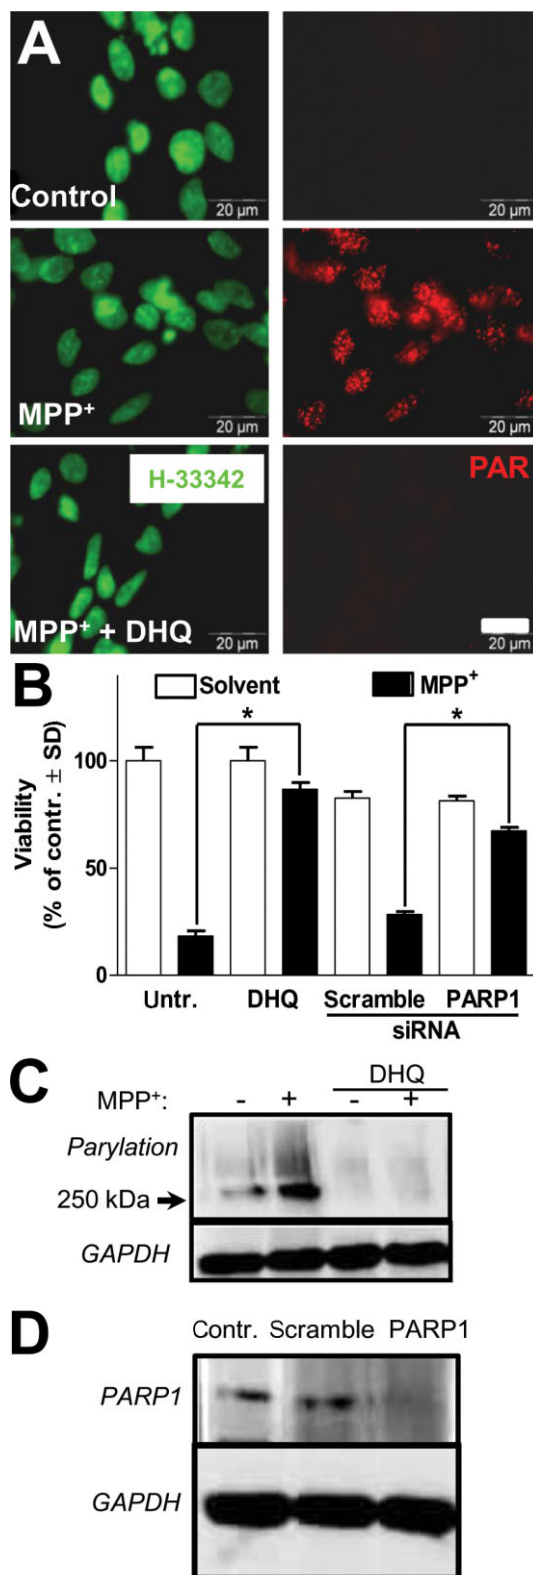 A
Control
20 µm
20 µm
MPP⁺
20 µm
20 µm
H-33342
PAR
MPP⁺ + DHQ
20 µm
20 µm
B
Solvent
MPP⁺
*
*
Viability
(% of contr. ± SD)
100
50
0
Untr.
DHQ
Scramble
PARP1
siRNA
C
DHQ
MPP⁺:
-
+
-
+
Parylation
250 kDa
GAPDH
D
Contr.
Scramble
PARP1
PARP1
GAPDH